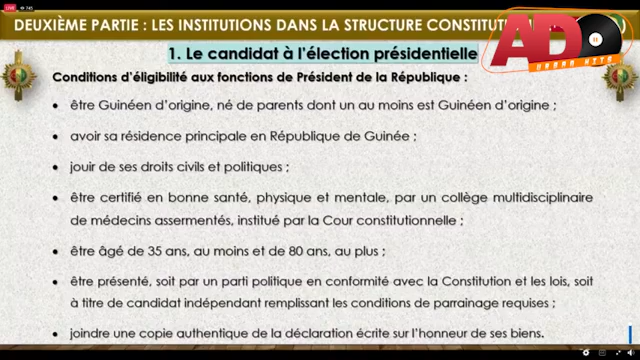 LIVE 745
DEUXIÈME PARTIE : LES INSTITUTIONS DANS LA STRUCTURE
AD
URBAN HITS
1. Le candidat à l'élection présidentielle
Conditions d'éligibilité aux fonctions de Président de la République :
• être Guinéen d'origine, né de parents dont un au moins est Guinéen d'origine ;
• avoir sa résidence principale en République de Guinée ;
• jouir de ses droits civils et politiques ;
• être certifié en bonne santé, physique et mentale, par un collège multidisciplinaire
de médecins assermentés, institué par la Cour constitutionnelle ;
• être âgé de 35 ans, au moins et de 80 ans, au plus ;
• être présenté, soit par un parti politique en conformité avec la Constitution et les lois, soit
à titre de candidat indépendant remplissant les conditions de parrainage requises ;
• joindre une copie authentique de la déclaration écrite sur l'honneur de ses biens.